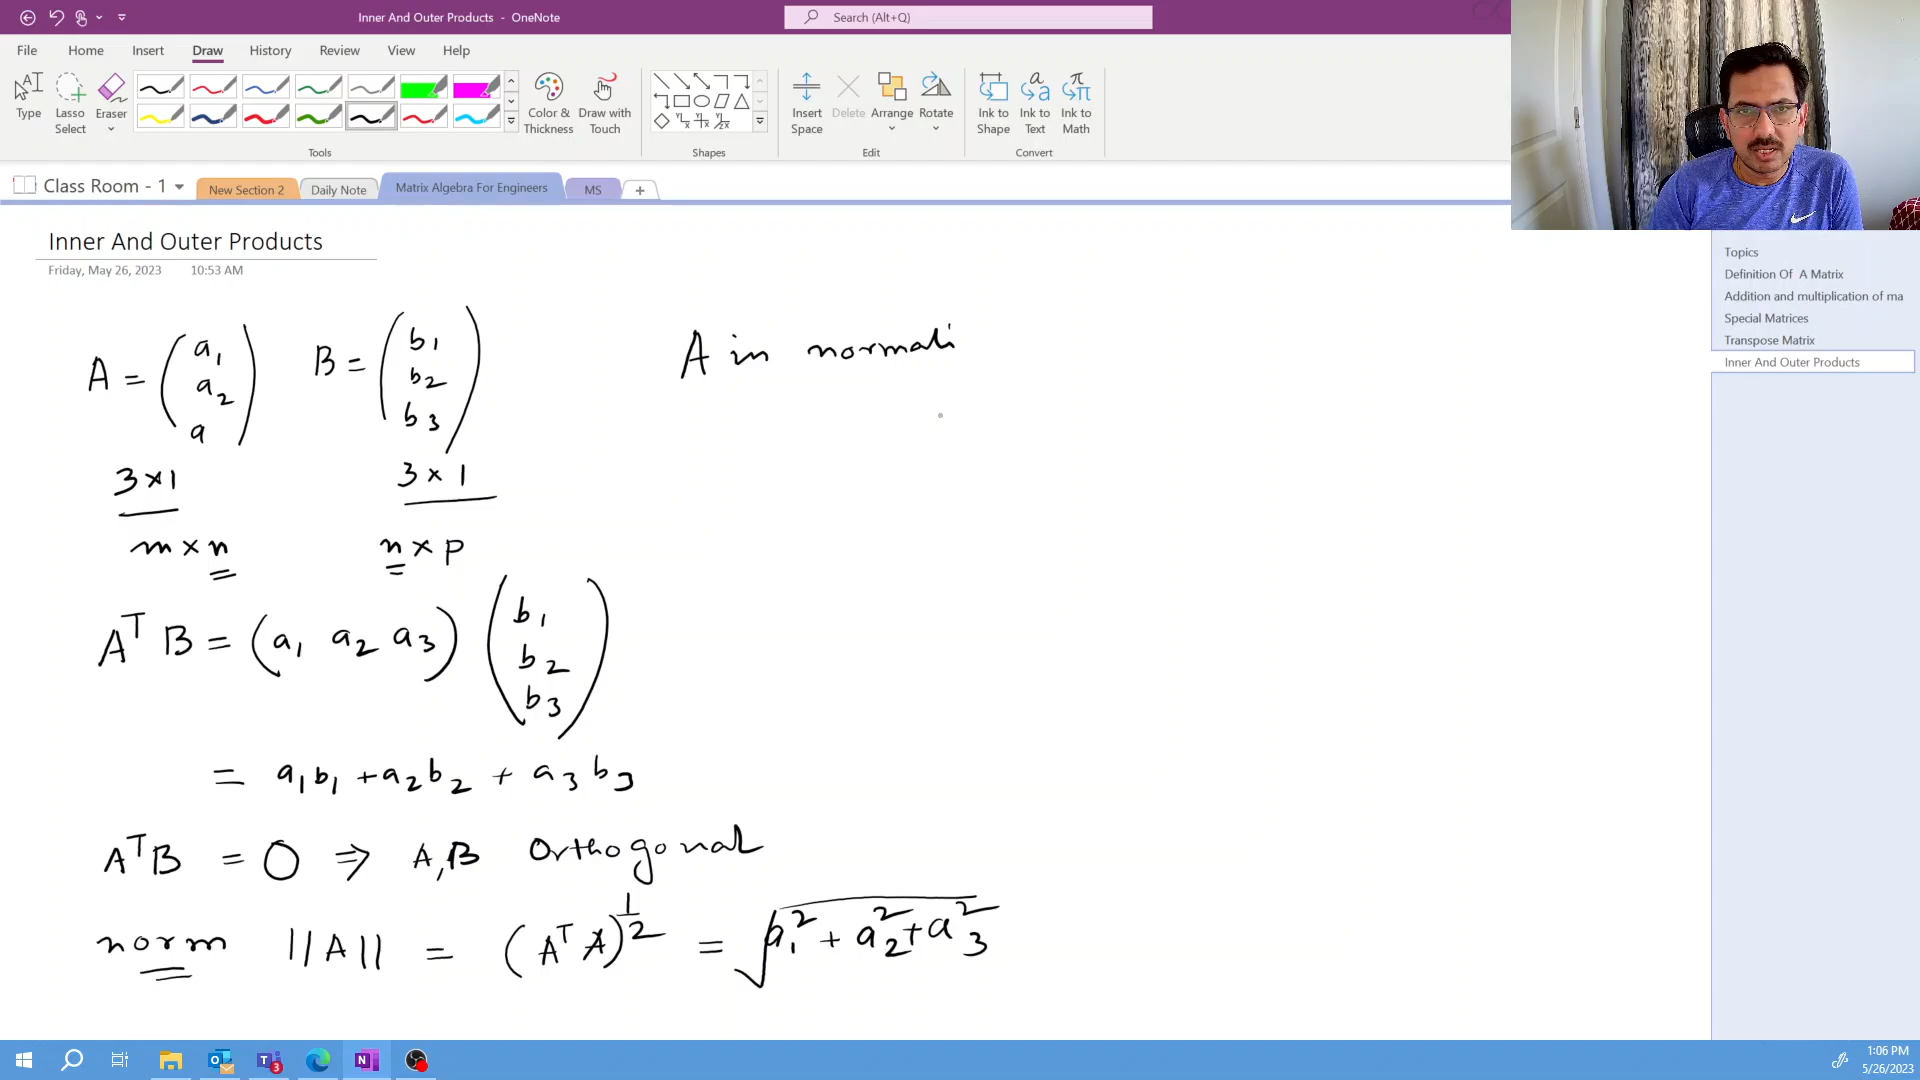 Inner And Outer Products - OneNote
Search (Alt+Q)
File Home Insert Draw History Review View Help
Type
Lasso Select
Eraser
Color & Thickness
Draw with Touch
Insert Space
Delete
Arrange
Rotate
Ink to Shape
Ink to Text
Ink to Math
Tools Shapes Edit Convert
Class Room - 1 New Section 2 Daily Note Matrix Algebra For Engineers MS +
Inner And Outer Products
Friday, May 26, 2023 10:53 AM
Topics
Definition Of A Matrix
Addition and multiplication of ma
Special Matrices
Transpose Matrix
Inner And Outer Products
A = (a₁ a₂ a) B = (b₁ b₂ b₃) A in normali
3×1 3×1
m×n n×p
Aᵀ B = (a₁ a₂ a₃) (b₁ b₂ b₃)
= a₁b₁ + a₂b₂ + a₃b₃
AᵀB = 0 ⇒ A,B Orthogonal
norm ||A|| = (Aᵀ A)^(1/2) = √(a₁² + a₂² + a₃²)
1:06 PM
5/26/2023